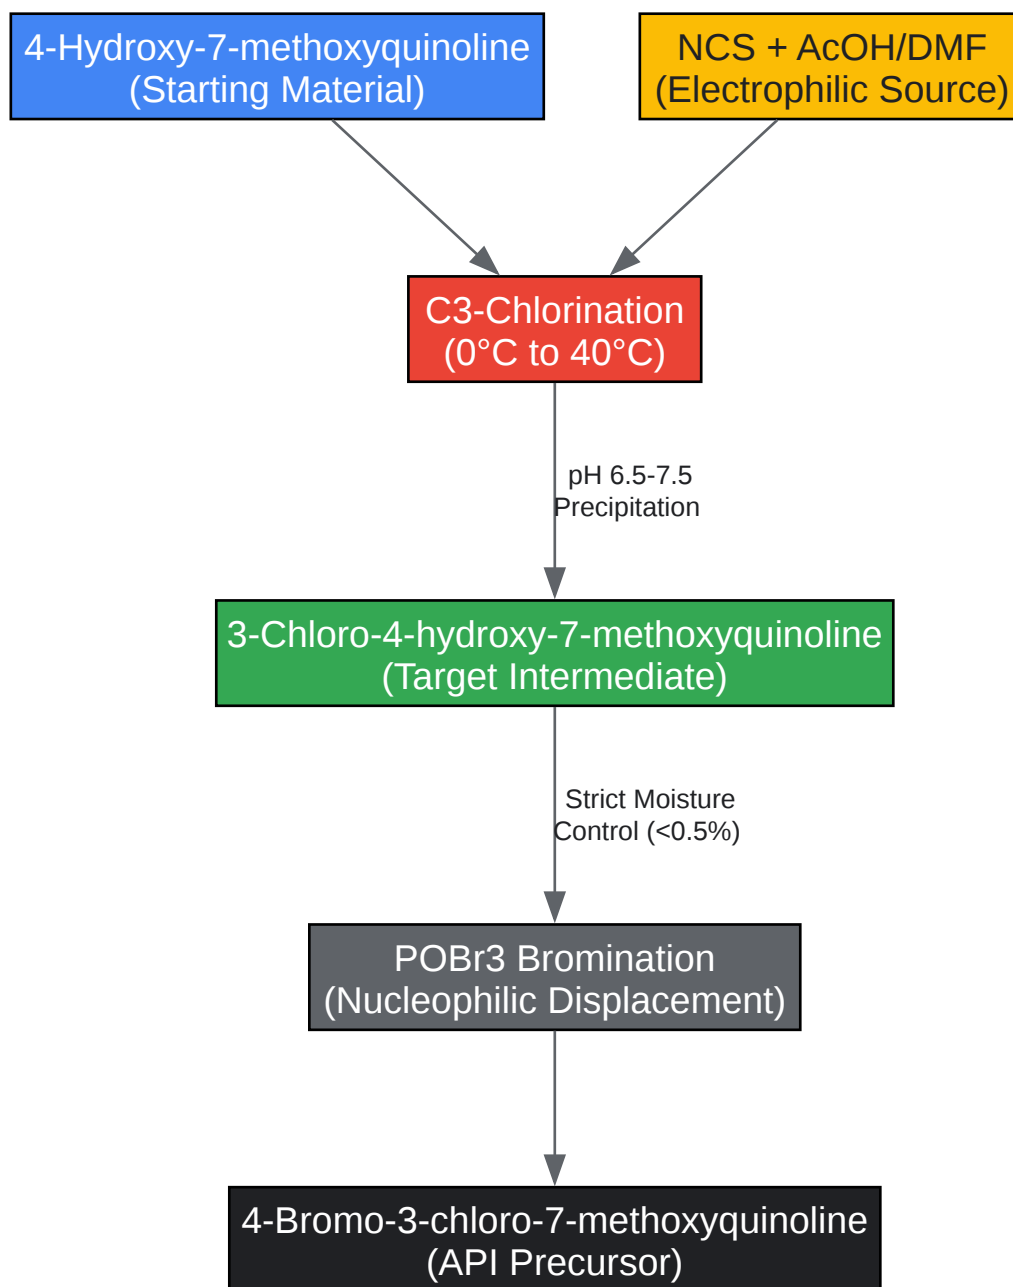 4-Hydroxy-7-methoxyquinoline
(Starting Material)
NCS + AcOH/DMF
(Electrophilic Source)
C3-Chlorination
(0°C to 40°C)
pH 6.5-7.5
Precipitation
3-Chloro-4-hydroxy-7-methoxyquinoline
(Target Intermediate)
Strict Moisture
Control (<0.5%)
POBr3 Bromination
(Nucleophilic Displacement)
4-Bromo-3-chloro-7-methoxyquinoline
(API Precursor)